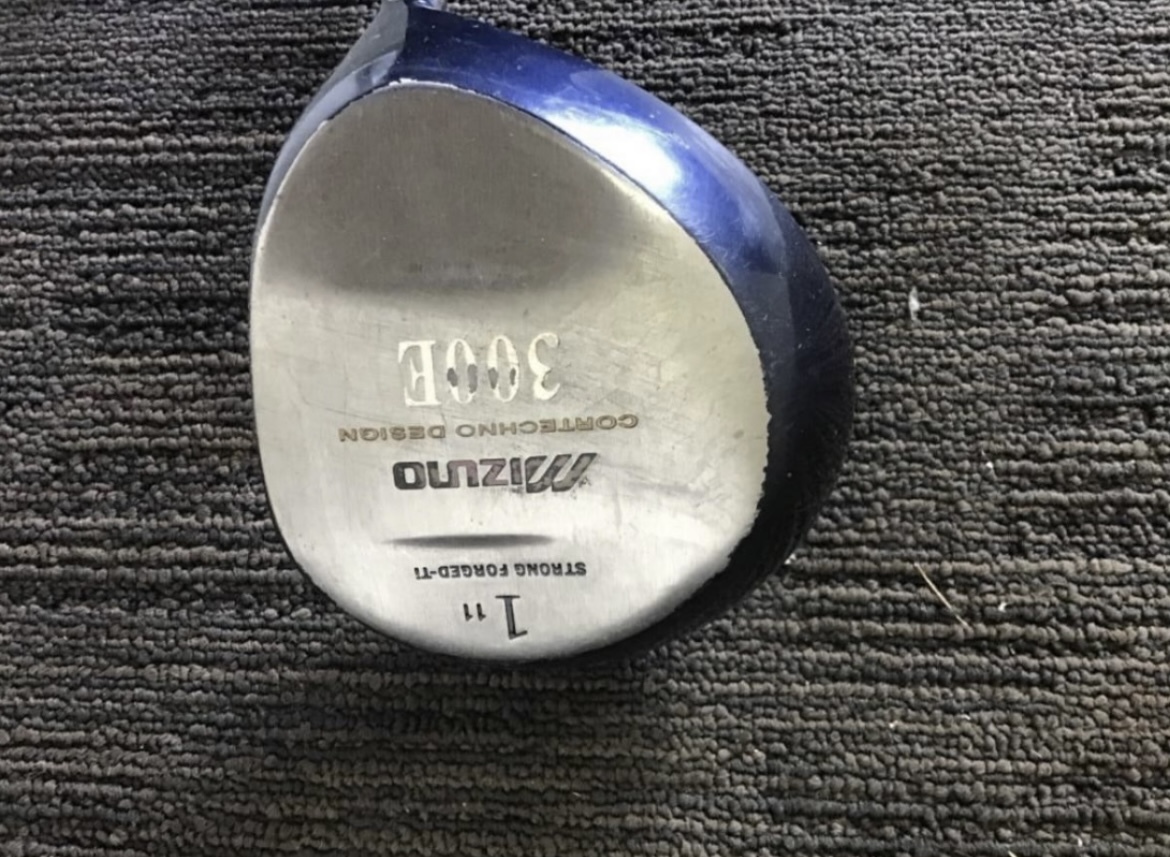 1 11
STRONG FORGED-Ti
MIZUNO
CORTECHNO DESIGN
300E